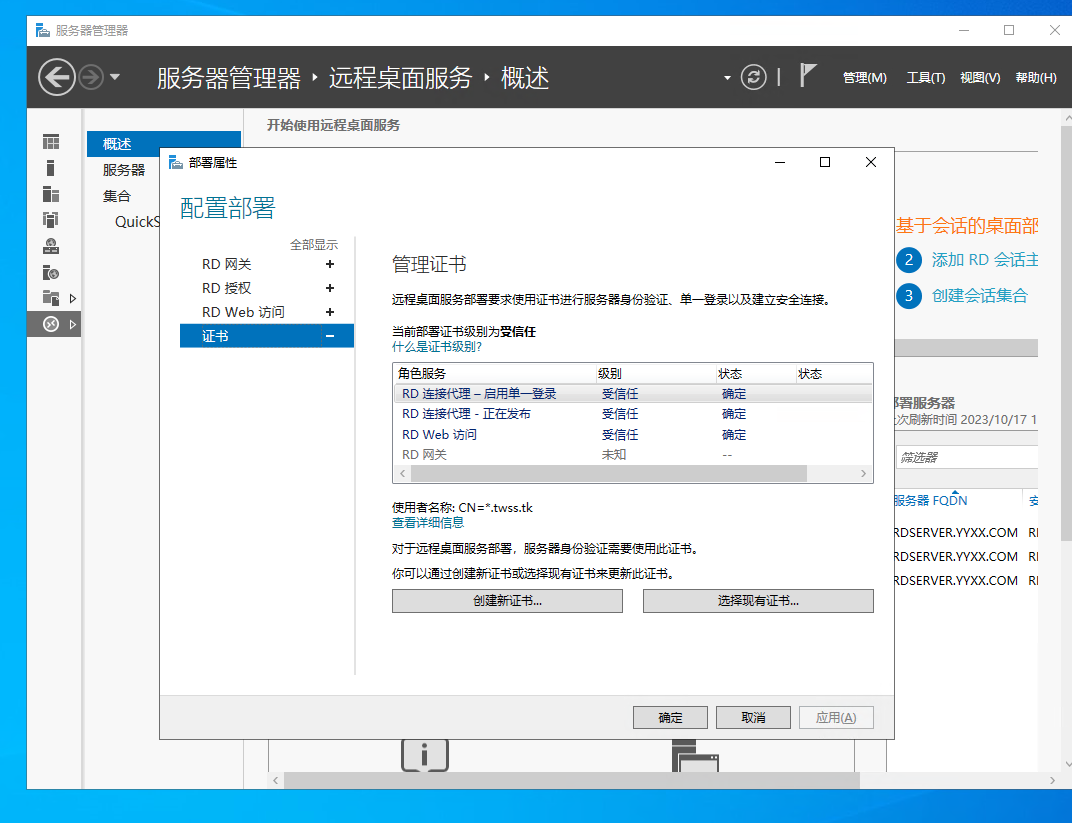 服务器管理器
服务器管理器 远程桌面服务 概述
管理(M) 工具(T) 视图(V) 帮助(H)
概述
服务器
集合
QuickS
开始使用远程桌面服务
部署属性
配置部署
全部显示
RD 网关 +
RD 授权 +
RD Web 访问 +
证书 −
管理证书
远程桌面服务部署要求使用证书进行服务器身份验证、单一登录以及建立安全连接。
当前部署证书级别为受信任
什么是证书级别?
角色服务 级别 状态 状态
RD 连接代理 – 启用单一登录 受信任 确定
RD 连接代理 - 正在发布 受信任 确定
RD Web 访问 受信任 确定
RD 网关 未知 --
使用者名称: CN=*.twss.tk
查看详细信息
对于远程桌面服务部署，服务器身份验证需要使用此证书。
你可以通过创建新证书或选择现有证书来更新此证书。
创建新证书... 选择现有证书...
确定 取消 应用(A)
基于会话的桌面部
2 添加 RD 会话主
3 创建会话集合
署服务器
次刷新时间 2023/10/17 1
筛选器
服务器 FQDN 安
RDSERVER.YYXX.COM R
RDSERVER.YYXX.COM R
RDSERVER.YYXX.COM R